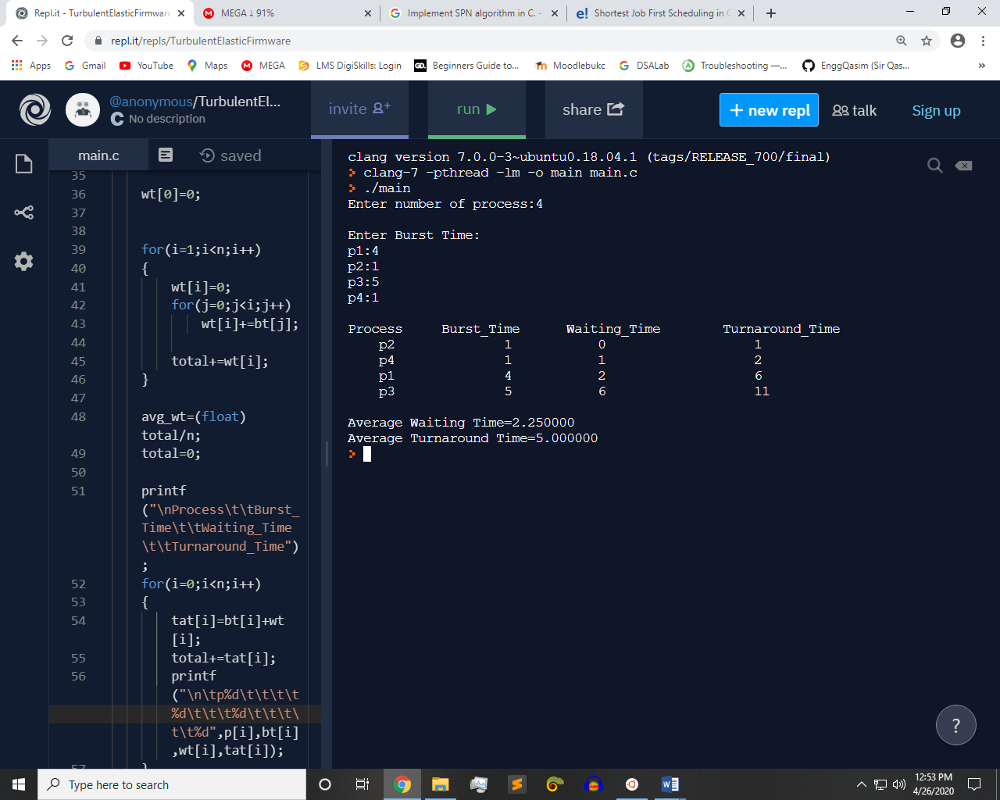 Repl.it - TurbulentElasticFirmware
MEGA ↓ 91%
Implement SPN algorithm in C. -
Shortest Job First Scheduling in C
repl.it/repls/TurbulentElasticFirmware
Apps
Gmail
YouTube
Maps
MEGA
LMS DigiSkills: Login
GD. Beginners Guide to...
Moodlebukc
DSALab
Troubleshooting —...
EnggQasim (Sir Qas...
»
@anonymous/TurbulentEl...
C No description
invite
run
share
+ new repl
talk
Sign up
main.c
saved
35
36 wt[0]=0;
37
38
39 for(i=1;i<n;i++)
40 {
41 wt[i]=0;
42 for(j=0;j<i;j++)
43 wt[i]+=bt[j];
44
45 total+=wt[i];
46 }
47
48 avg_wt=(float)
total/n;
49 total=0;
50
51 printf
("\nProcess\t\tBurst_
Time\t\tWaiting_Time
\t\tTurnaround_Time")
;
52 for(i=0;i<n;i++)
53 {
54 tat[i]=bt[i]+wt
[i];
55 total+=tat[i];
56 printf
("\n\tp%d\t\t\t\t
%d\t\t\t%d\t\t\t\
t\t%d",p[i],bt[i]
,wt[i],tat[i]);
57 }
clang version 7.0.0-3~ubuntu0.18.04.1 (tags/RELEASE_700/final)
> clang-7 -pthread -lm -o main main.c
> ./main
Enter number of process:4
Enter Burst Time:
p1:4
p2:1
p3:5
p4:1
Process Burst_Time Waiting_Time Turnaround_Time
p2 1 0 1
p4 1 1 2
p1 4 2 6
p3 5 6 11
Average Waiting Time=2.250000
Average Turnaround Time=5.000000
>
?
Type here to search
12:53 PM
4/26/2020